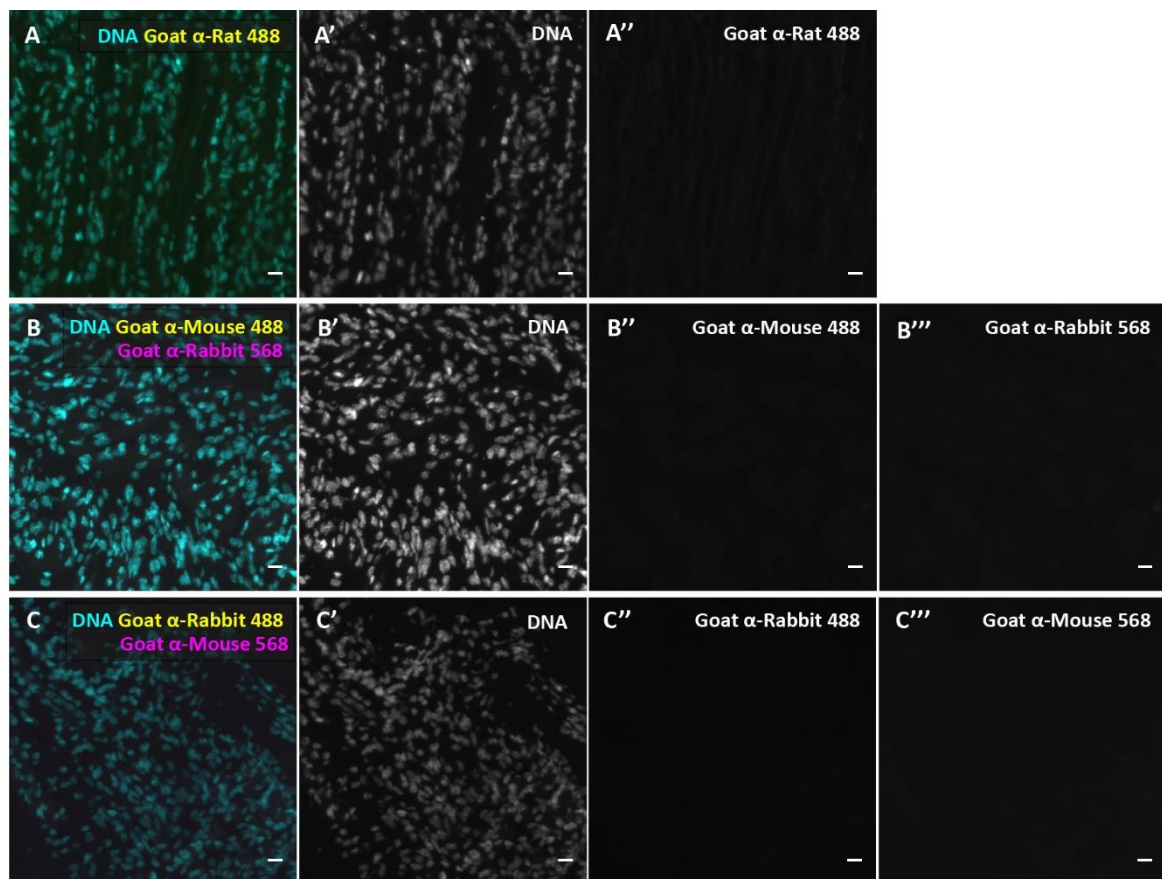 A
DNA Goat α-Rat 488
A'
DNA
A''
Goat α-Rat 488
B
DNA Goat α-Mouse 488
Goat α-Rabbit 568
B'
DNA
B''
Goat α-Mouse 488
B'''
Goat α-Rabbit 568
C
DNA Goat α-Rabbit 488
Goat α-Mouse 568
C'
DNA
C''
Goat α-Rabbit 488
C'''
Goat α-Mouse 568